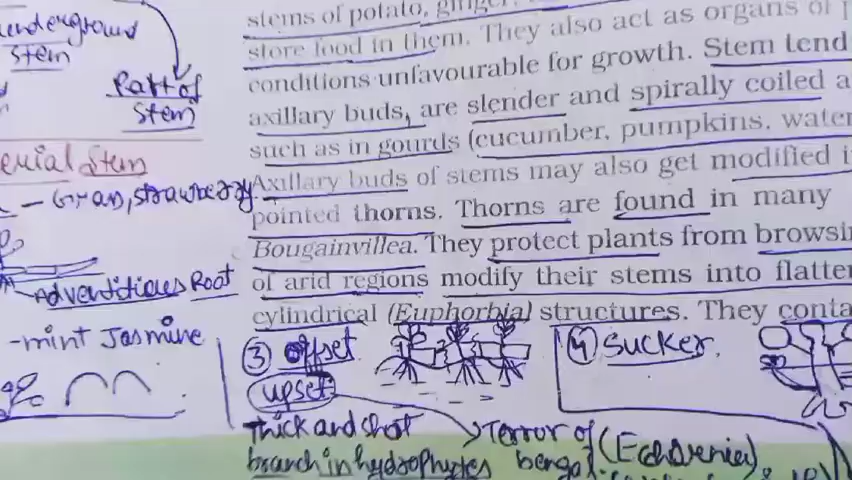 underground
stem
Part of
stem
erial stem
- Gras, strawberry
Adventitious Root
- mint Jasmine
stems of potato, ginger,
store food in them. They also act as organs of p
conditions unfavourable for growth. Stem tend
axillary buds, are slender and spirally coiled a
such as in gourds (cucumber, pumpkins, water
Axillary buds of stems may also get modified i
pointed thorns. Thorns are found in many
Bougainvillea. They protect plants from browsin
of arid regions modify their stems into flatter
cylindrical (Euphorbia) structures. They conta
③ offset
upset
Thick and short
branch in hydrophytes
Terror of
bengal
④ sucker